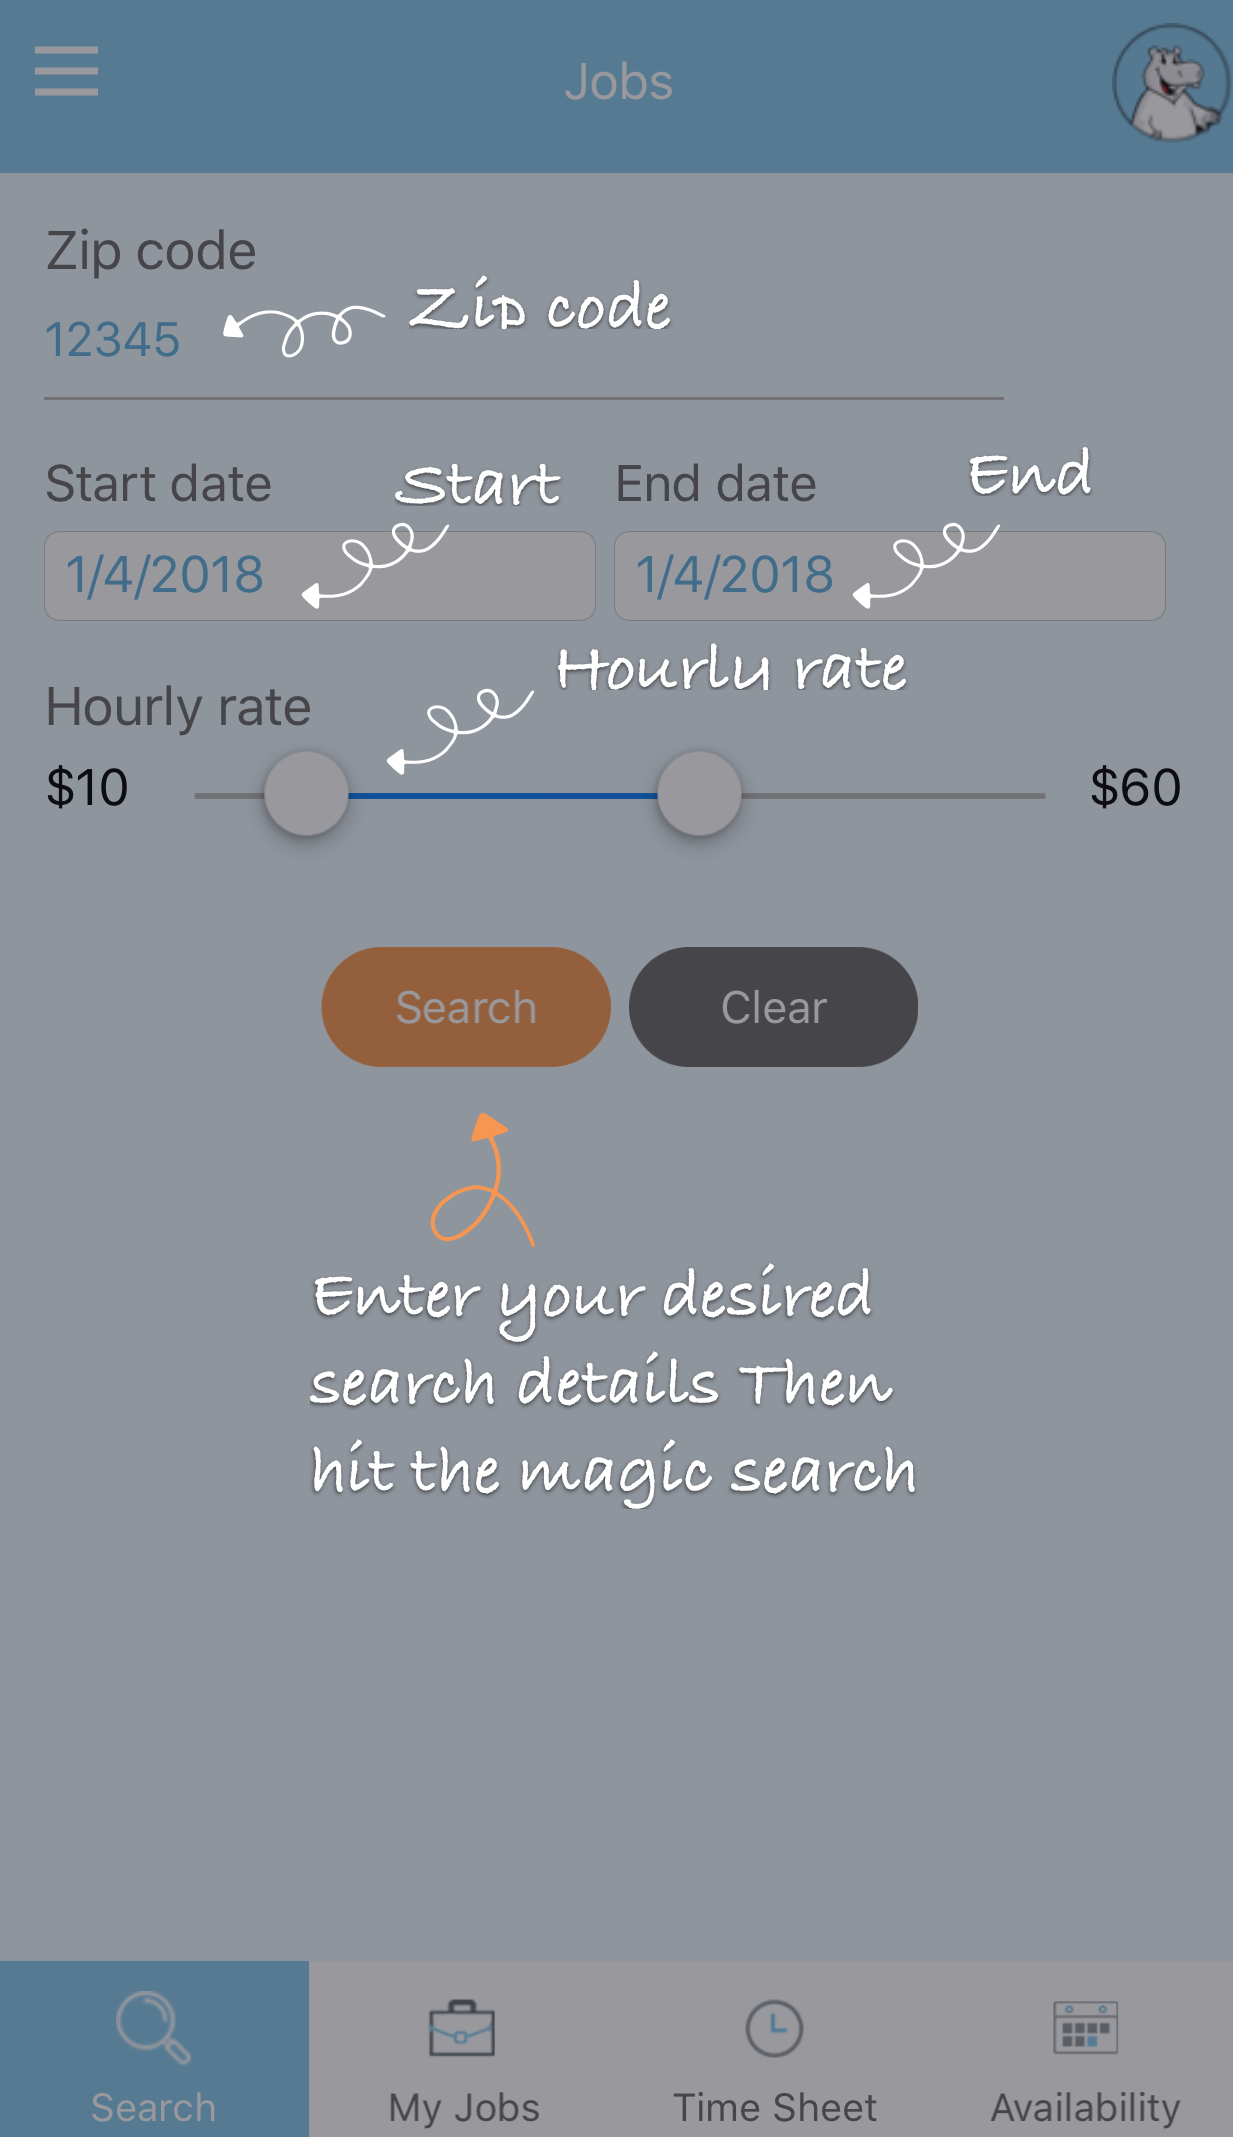 Jobs
Zip code
Zip code
12345
Start date Start End date End
1/4/2018 1/4/2018
Hourly rate
Hourly rate
$10 $60
Search Clear
Enter your desired
search details Then
hit the magic search
Search My Jobs Time Sheet Availability